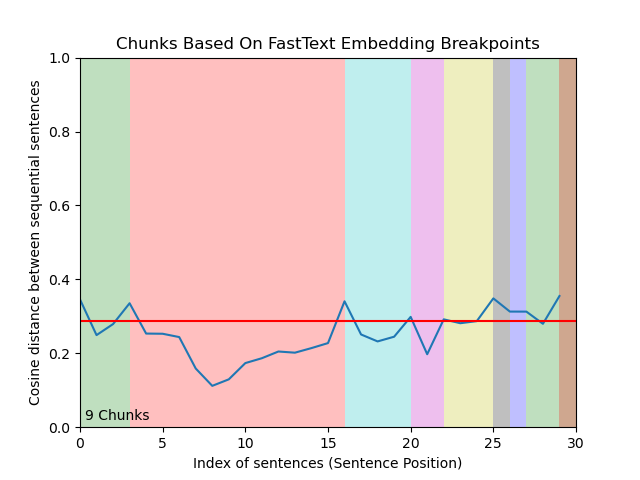 Chunks Based On FastText Embedding Breakpoints
Cosine distance between sequential sentences
1.0
0.8
0.6
0.4
0.2
0.0
9 Chunks
0 5 10 15 20 25 30
Index of sentences (Sentence Position)